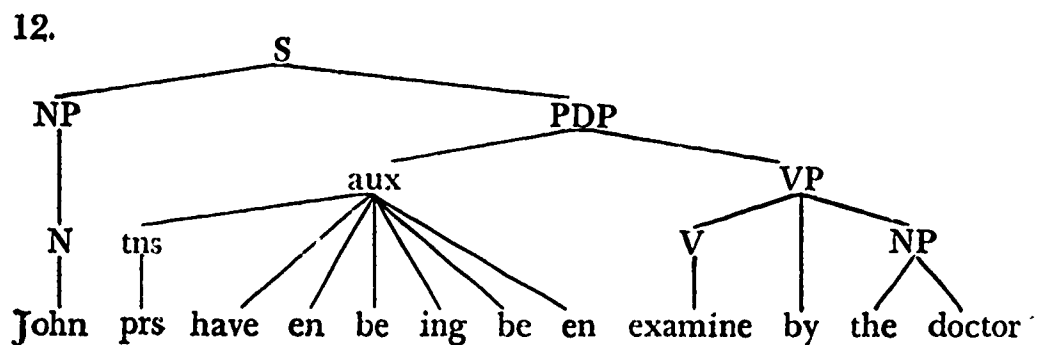 12.
S
NP PDP
aux VP
N tns V NP
John prs have en be ing be en examine by the doctor